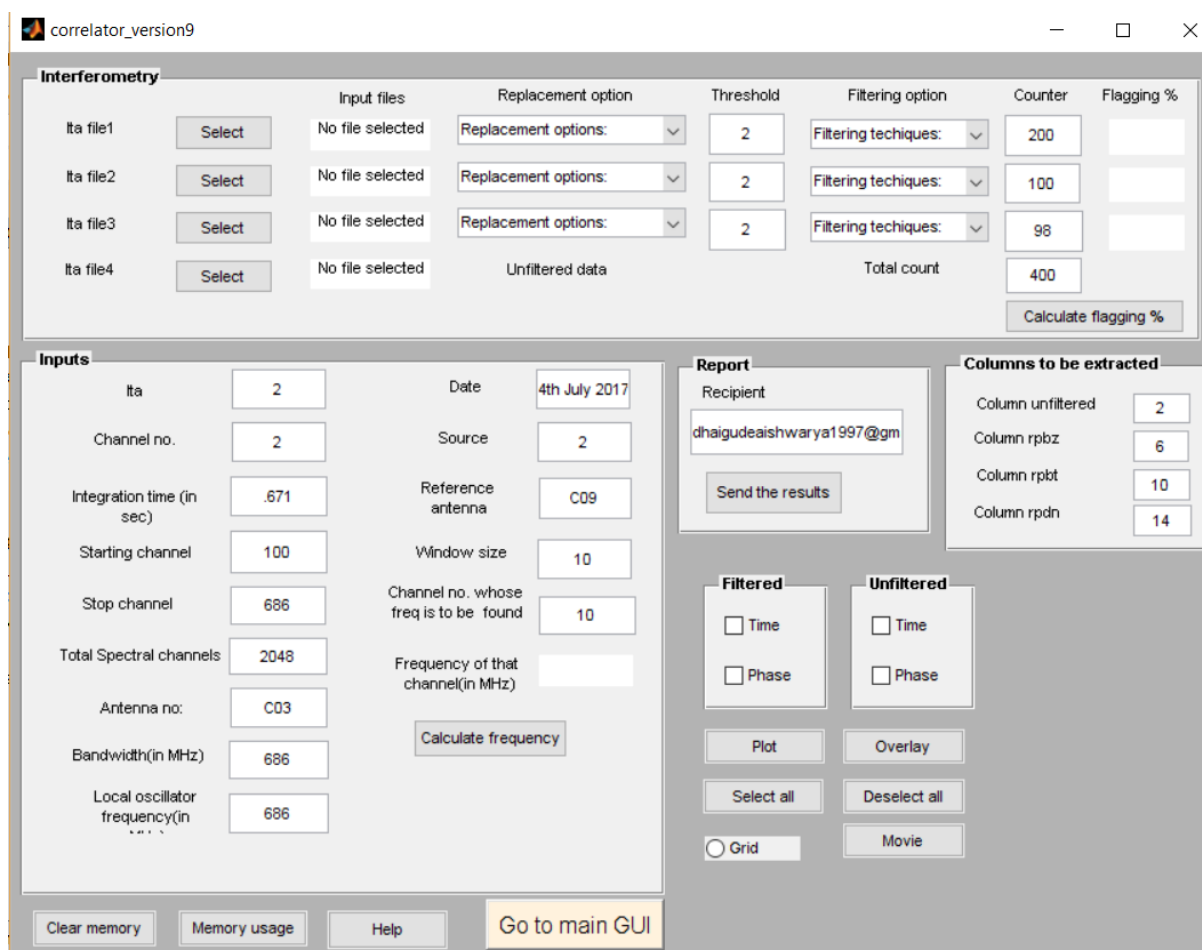 correlator_version9
Interferometry
Input files Replacement option Threshold Filtering option Counter Flagging %
lta file1 Select No file selected Replacement options: 2 Filtering techiques: 200
lta file2 Select No file selected Replacement options: 2 Filtering techiques: 100
lta file3 Select No file selected Replacement options: 2 Filtering techiques: 98
lta file4 Select No file selected Unfiltered data Total count 400
Calculate flagging %
Inputs
lta 2
Channel no. 2
Integration time (in
sec) .671
Starting channel 100
Stop channel 686
Total Spectral channels 2048
Antenna no: C03
Bandwidth(in MHz) 686
Local oscillator
frequency(in 686
Date 4th July 2017
Source 2
Reference
antenna C09
Window size 10
Channel no. whose
freq is to be found 10
Frequency of that
channel(in MHz)
Calculate frequency
Report
Recipient
dhaigudeaishwarya1997@gm
Send the results
Columns to be extracted
Column unfiltered 2
Column rpbz 6
Column rpbt 10
Column rpdn 14
Filtered
Time
Phase
Unfiltered
Time
Phase
Plot Overlay
Select all Deselect all
Grid Movie
Clear memory Memory usage Help Go to main GUI